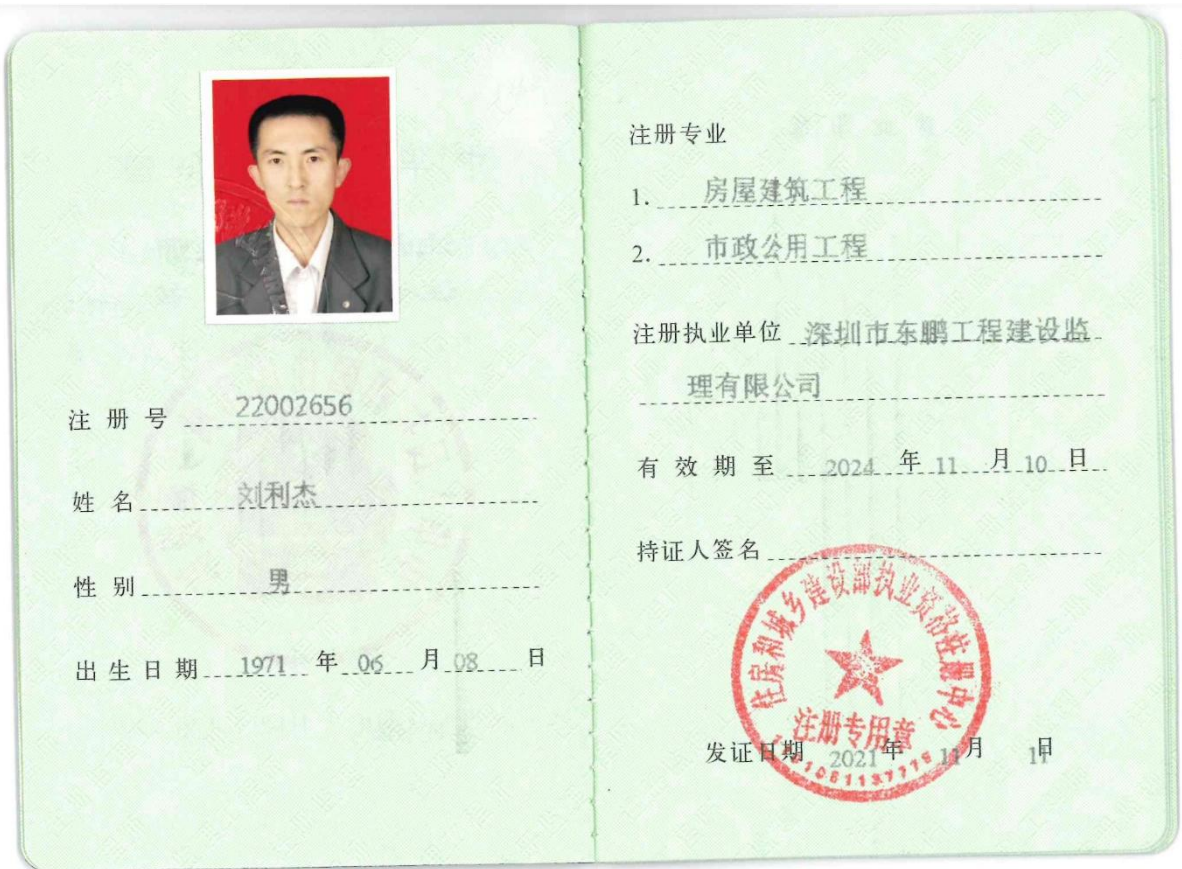 注册号 22002656
姓名 刘利杰
性别 男
出生日期 1971 年 06 月 08 日
注册专业
1. 房屋建筑工程
2. 市政公用工程
注册执业单位 深圳市东鹏工程建设监
理有限公司
有效期至 2024 年 11 月 10 日
持证人签名
住房和城乡建设部执业资格注册中心
注册专用章
发证日期 2021 年 11 月 11 日